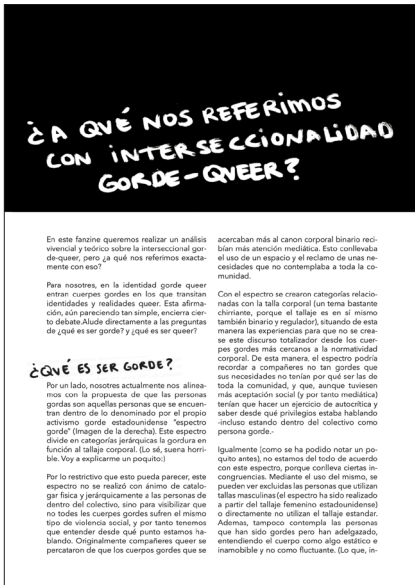 ¿A QUÉ NOS REFERIMOS
CON INTERSECCIONALIDAD
GORDE-QUEER?
En este fanzine queremos realizar un análisis
vivencial y teórico sobre la interseccional gor-
de-queer, pero ¿a qué nos referimos exacta-
mente con eso?
Para nosotres, en la identidad gorde queer
entran cuerpes gordes en los que transitan
identidades y realidades queer. Esta afirma-
ción, aún pareciendo tan simple, encierra cier-
to debate.Alude directamente a las preguntas
de ¿qué es ser gorde? y ¿qué es ser queer?
¿QUÉ ES SER GORDE?
Por un lado, nosotres actualmente nos alinea-
mos con la propuesta de que las personas
gordas son aquellas personas que se encuen-
tran dentro de lo denominado por el propio
activismo gorde estadounidense "espectro
gorde" (Imagen de la derecha). Este espectro
divide en categorías jerárquicas la gordura en
función al tallaje corporal. (Lo sé, suena horri-
ble. Voy a explicarme un poquito:)
Por lo restrictivo que esto pueda parecer, este
espectro no se realizó con ánimo de catalo-
gar física y jerárquicamente a las personas de
dentro del colectivo, sino para visibilizar que
no todes les cuerpes gordes sufren el mismo
tipo de violencia social, y por tanto tenemos
que entender desde qué punto estamos ha-
blando. Originalmente compañeres queer se
percataron de que los cuerpos gordes que se
acercaban más al canon corporal binario reci-
bían más atención mediática. Esto conllevaba
el uso de un espacio y el reclamo de unas ne-
cesidades que no contemplaba a toda la co-
munidad.
Con el espectro se crearon categorías relacio-
nadas con la talla corporal (un tema bastante
chirriante, porque el tallaje es en sí mismo
también binario y regulador), situando de esta
manera las experiencias para que no se crea-
se este discurso totalizador desde los cuer-
pes gordes más cercanos a la normatividad
corporal. De esta manera, el espectro podría
recordar a compañeres no tan gordes que
sus necesidades no tenían por qué ser las de
toda la comunidad, y que, aunque tuviesen
más aceptación social (y por tanto mediática)
tenían que hacer un ejercicio de autocrítica y
saber desde qué privilegios estaba hablando
-incluso estando dentro del colectivo como
persona gorde.-
Igualmente (como se ha podido notar un po-
quito antes), no estamos del todo de acuerdo
con este espectro, porque conlleva ciertas in-
congruencias. Mediante el uso del mismo, se
pueden ver excluidas las personas que utilizan
tallas masculinas (el espectro ha sido realizado
a partir del tallaje femenino estadounidense)
o directamente no utilizan el tallaje estandar.
Ademas, tampoco contempla las personas
que han sido gordes pero han adelgazado,
entendiendo el cuerpo como algo estático e
inamobible y no como fluctuante. (Lo que, in-